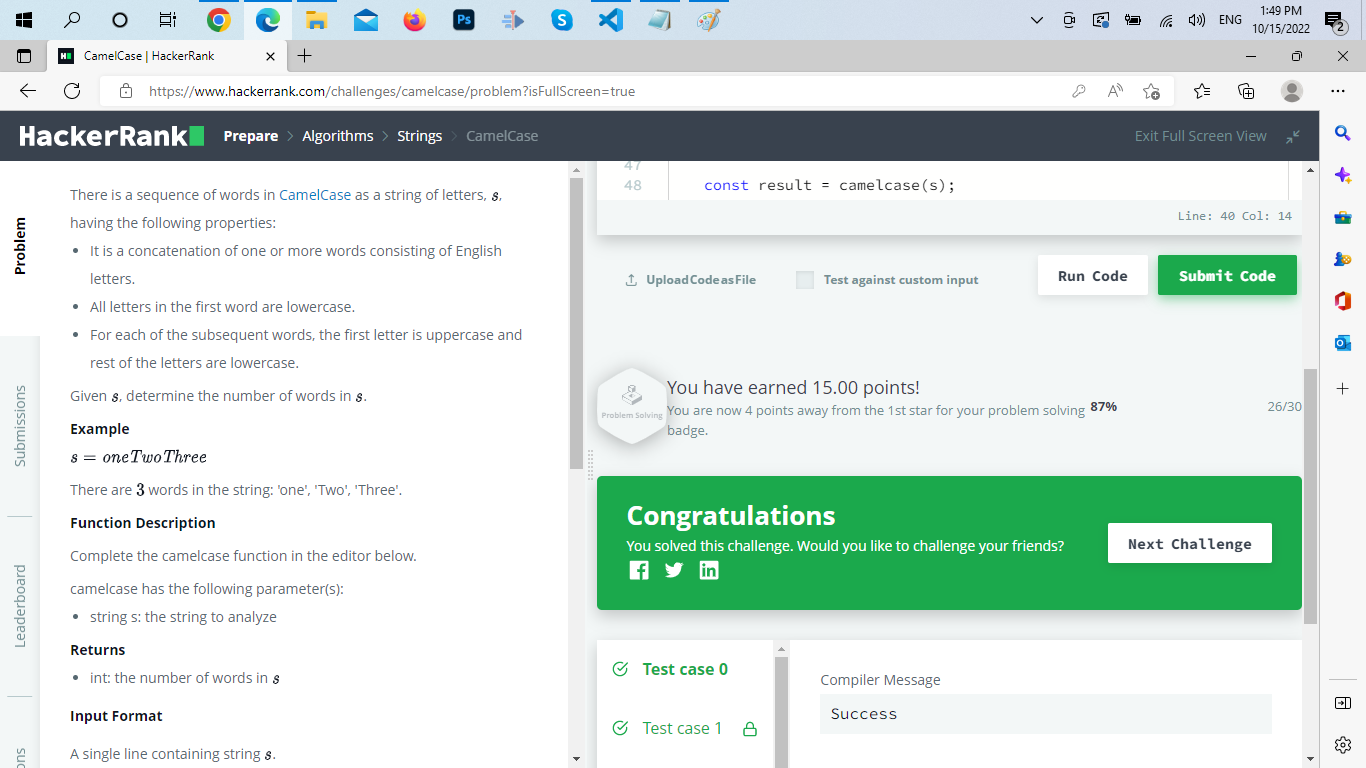 1:49 PM
ENG
10/15/2022
2
CamelCase | HackerRank
https://www.hackerrank.com/challenges/camelcase/problem?isFullScreen=true
HackerRank
Prepare > Algorithms > Strings > CamelCase
Exit Full Screen View
Problem
Submissions
Leaderboard
There is a sequence of words in CamelCase as a string of letters, s,
having the following properties:
• It is a concatenation of one or more words consisting of English
letters.
• All letters in the first word are lowercase.
• For each of the subsequent words, the first letter is uppercase and
rest of the letters are lowercase.
Given s, determine the number of words in s.
Example
s = oneTwoThree
There are 3 words in the string: 'one', 'Two', 'Three'.
Function Description
Complete the camelcase function in the editor below.
camelcase has the following parameter(s):
• string s: the string to analyze
Returns
• int: the number of words in s
Input Format
A single line containing string s.
47
48 const result = camelcase(s);
Line: 40 Col: 14
Upload Code as File
Test against custom input
Run Code
Submit Code
Problem Solving
You have earned 15.00 points!
You are now 4 points away from the 1st star for your problem solving
badge.
87%
26/30
Congratulations
You solved this challenge. Would you like to challenge your friends?
Next Challenge
Test case 0
Test case 1
Compiler Message
Success